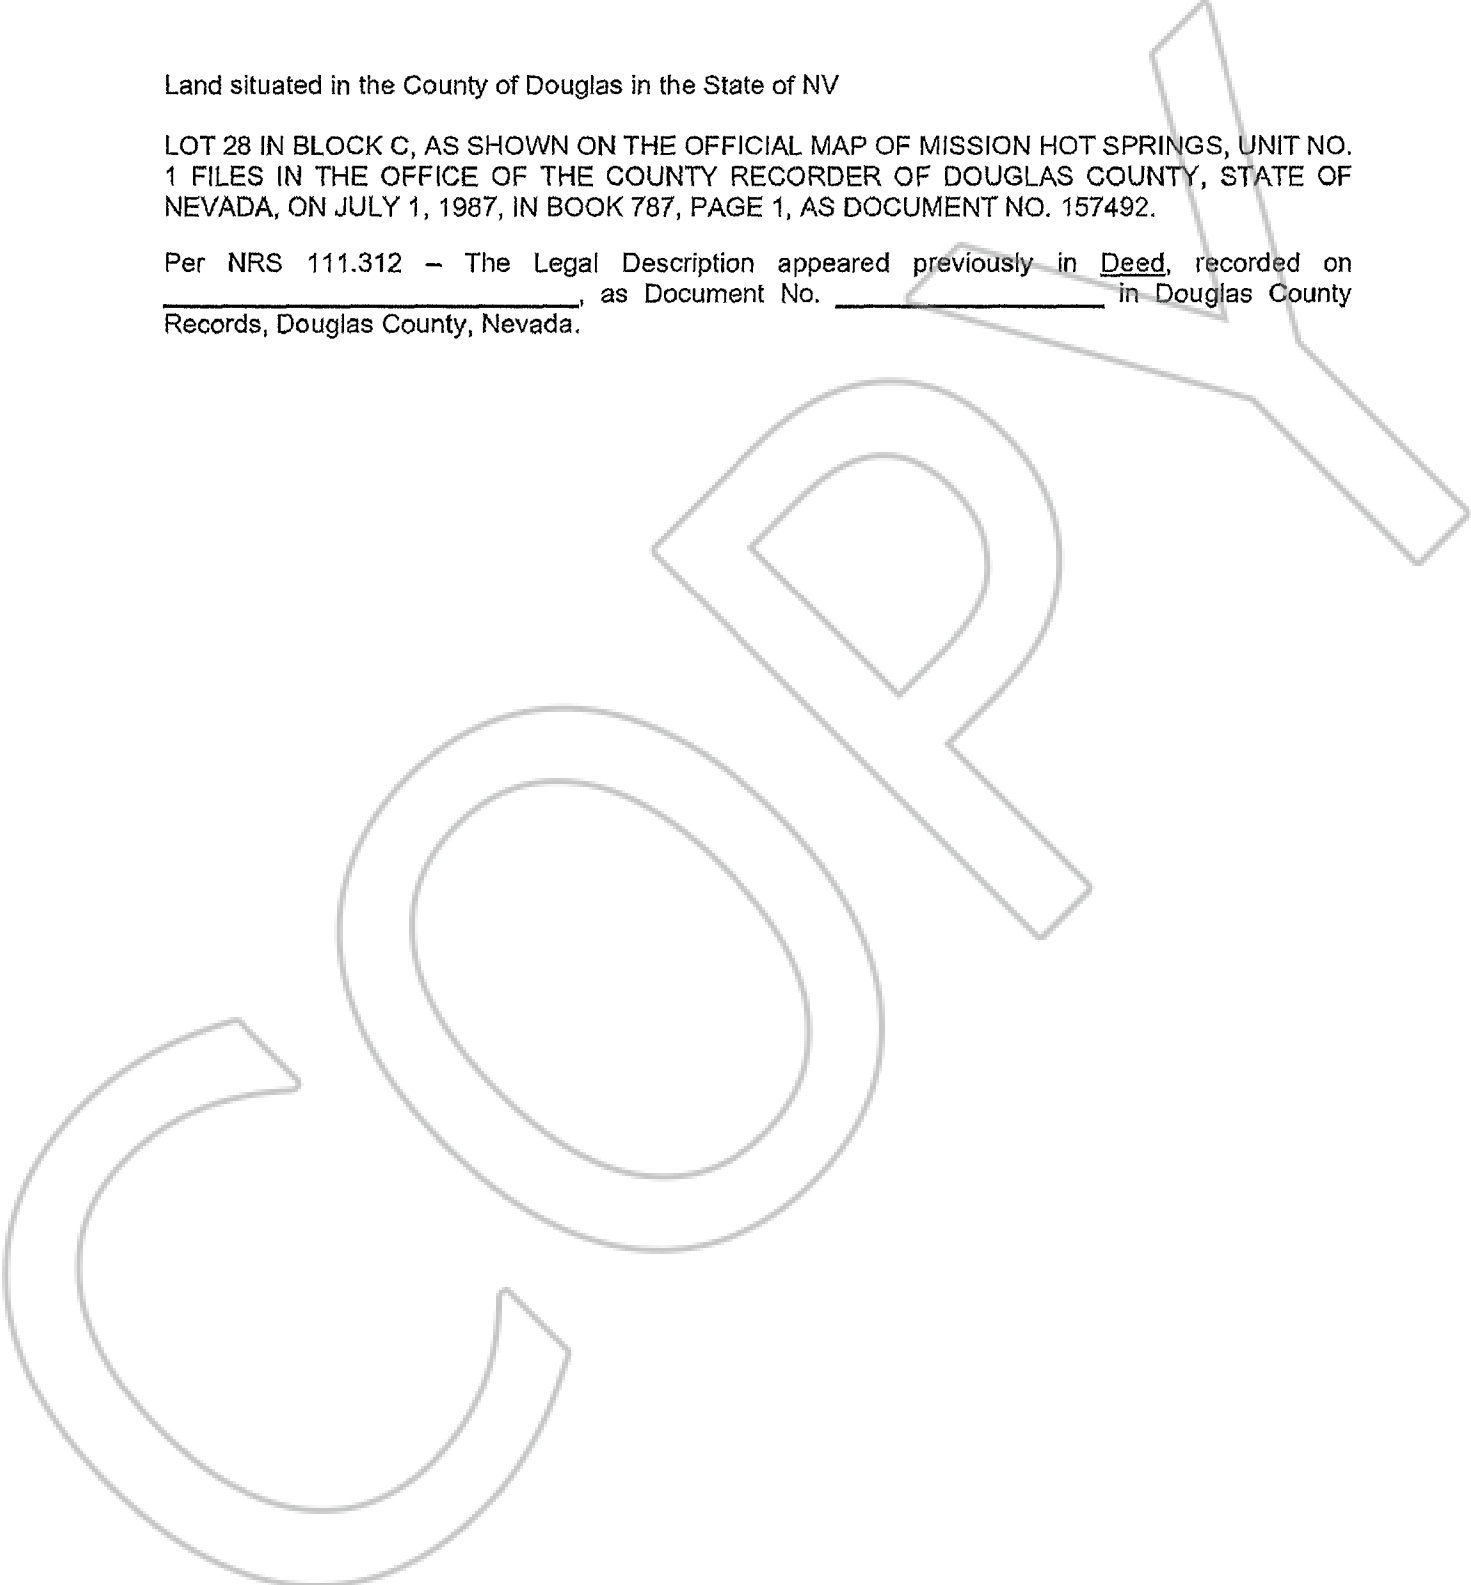 Land situated in the County of Douglas in the State of NV
LOT 28 IN BLOCK C, AS SHOWN ON THE OFFICIAL MAP OF MISSION HOT SPRINGS, UNIT NO.
1 FILES IN THE OFFICE OF THE COUNTY RECORDER OF DOUGLAS COUNTY, STATE OF
NEVADA, ON JULY 1, 1987, IN BOOK 787, PAGE 1, AS DOCUMENT NO. 157492.
Per NRS 111.312 – The Legal Description appeared previously in Deed, recorded on
_______________________________, as Document No. ____________________ in Douglas County
Records, Douglas County, Nevada.
COPY